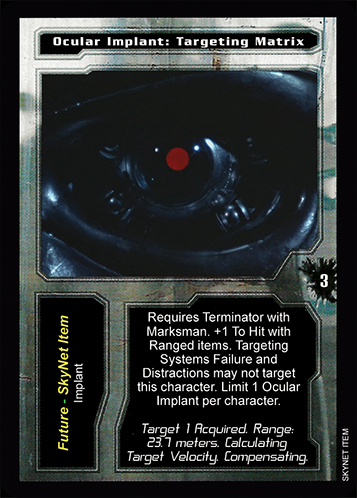 Ocular Implant: Targeting Matrix
3
Future - SkyNet Item
Implant
Requires Terminator with
Marksman. +1 To Hit with
Ranged items. Targeting
Systems Failure and
Distractions may not target
this character. Limit 1 Ocular
Implant per character.
Target 1 Acquired. Range:
23.7 meters. Calculating
Target Velocity. Compensating.
SKYNET ITEM